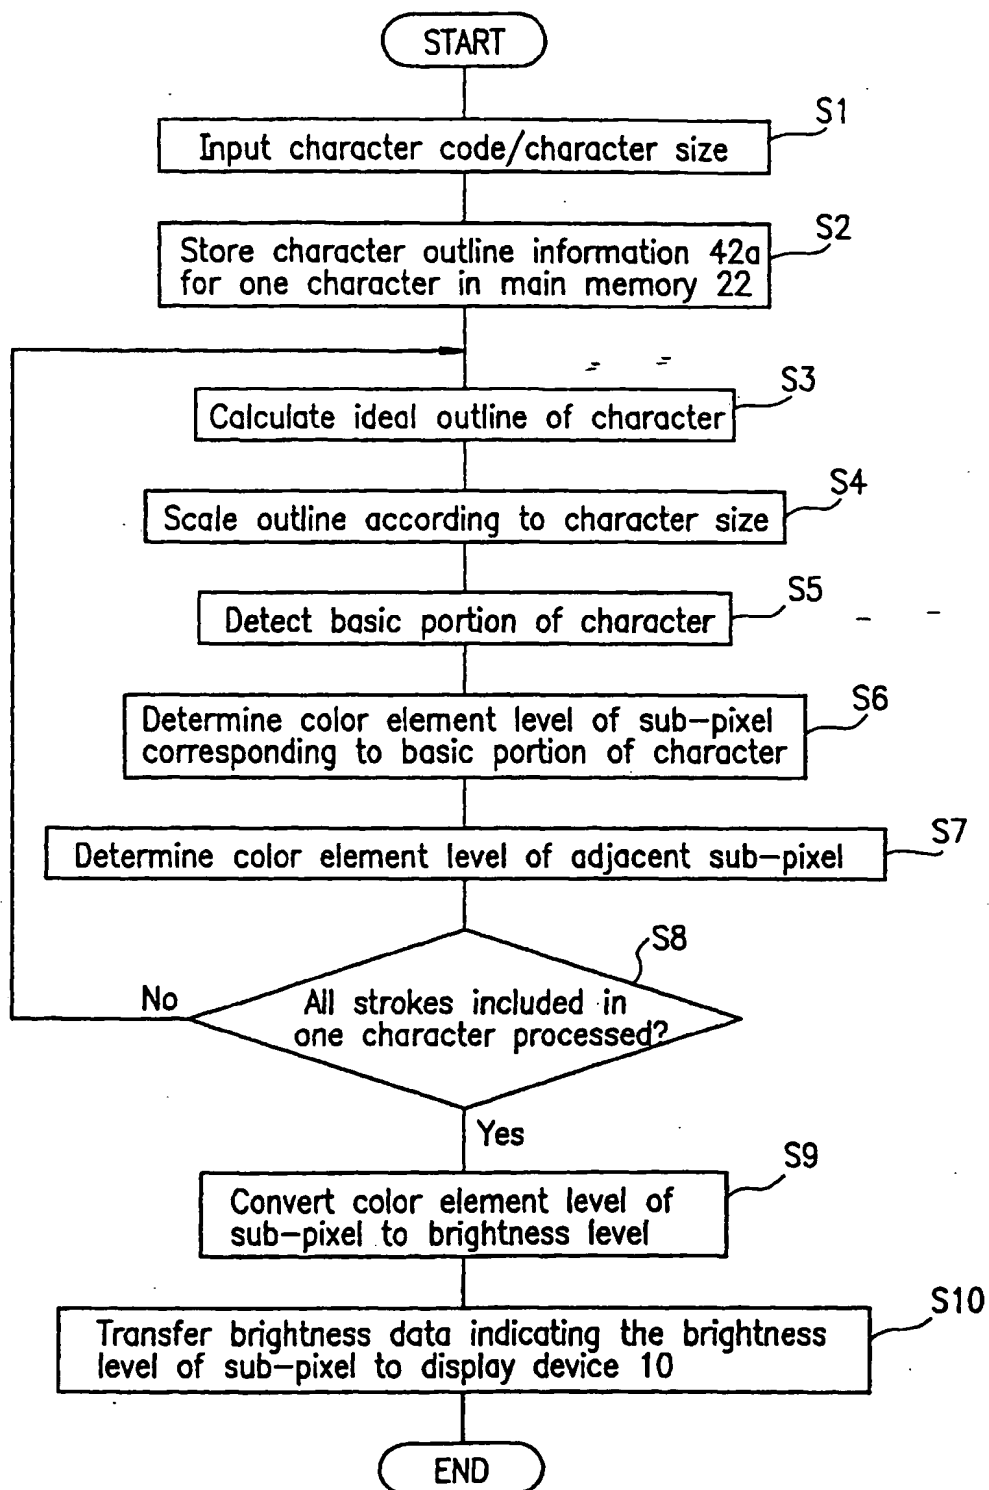 START
S1
Input character code/character size
S2
Store character outline information 42a
for one character in main memory 22
S3
Calculate ideal outline of character
S4
Scale outline according to character size
S5
Detect basic portion of character
S6
Determine color element level of sub-pixel
corresponding to basic portion of character
S7
Determine color element level of adjacent sub-pixel
S8
No
All strokes included in
one character processed?
Yes
S9
Convert color element level of
sub-pixel to brightness level
S10
Transfer brightness data indicating the brightness
level of sub-pixel to display device 10
END